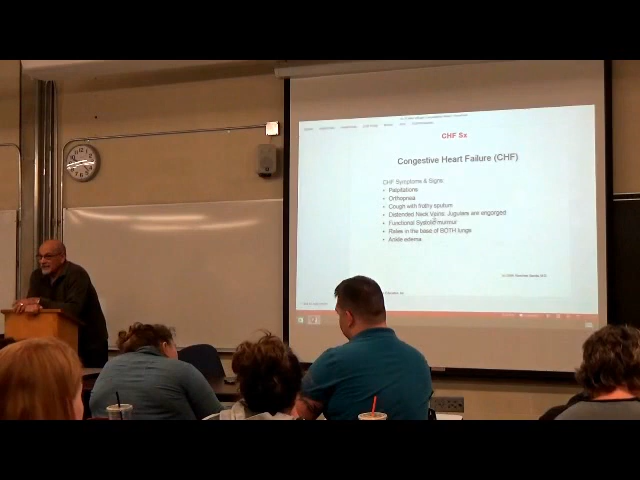 CHF Sx
Congestive Heart Failure (CHF)
CHF Symptoms & Signs:
Palpitations
Orthopnea
Cough with frothy sputum
Distended Neck Veins: Jugulars are engorged
Functional Systolic murmur
Rales in the base of BOTH lungs
Ankle edema